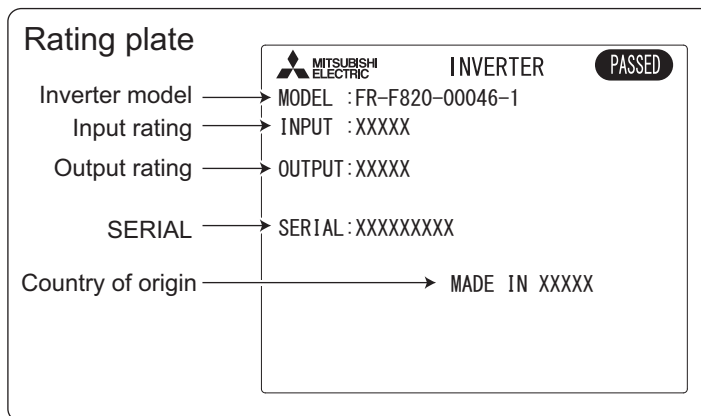 Rating plate
MITSUBISHI
ELECTRIC
INVERTER
PASSED
Inverter model
MODEL :FR-F820-00046-1
Input rating
INPUT :XXXXX
Output rating
OUTPUT:XXXXX
SERIAL
SERIAL:XXXXXXXXX
Country of origin
MADE IN XXXXX